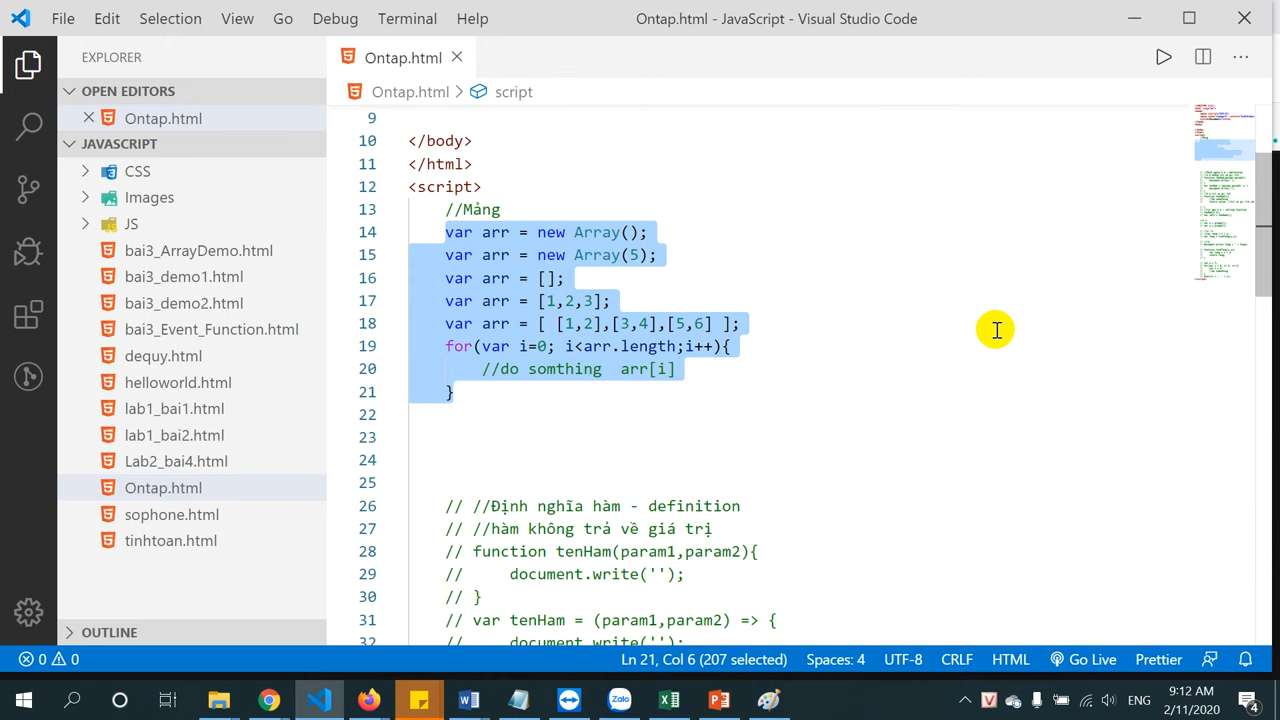 File Edit Selection View Go Debug Terminal Help Ontap.html - JavaScript - Visual Studio Code
EXPLORER
OPEN EDITORS
Ontap.html
JAVASCRIPT
CSS
Images
JS
bai3_ArrayDemo.html
bai3_demo1.html
bai3_demo2.html
bai3_Event_Function.html
dequy.html
helloworld.html
lab1_bai1.html
lab1_bai2.html
Lab2_bai4.html
Ontap.html
sophone.html
tinhtoan.html
OUTLINE
Ontap.html
Ontap.html > script
9
10 </body>
11 </html>
12 <script>
13 //Mảng
14 var arr = new Array();
15 var arr = new Array(5);
16 var arr = [];
17 var arr = [1,2,3];
18 var arr = [ [1,2],[3,4],[5,6] ];
19 for(var i=0; i<arr.length;i++){
20 //do somthing arr[i]
21 }
22
23
24
25
26 // //Định nghĩa hàm - definition
27 // //hàm không trả về giá trị
28 // function tenHam(param1,param2){
29 // document.write('');
30 // }
31 // var tenHam = (param1,param2) => {
32 // document.write('');
0 0 Ln 21, Col 6 (207 selected) Spaces: 4 UTF-8 CRLF HTML Go Live Prettier
ENG 9:12 AM
2/11/2020 4